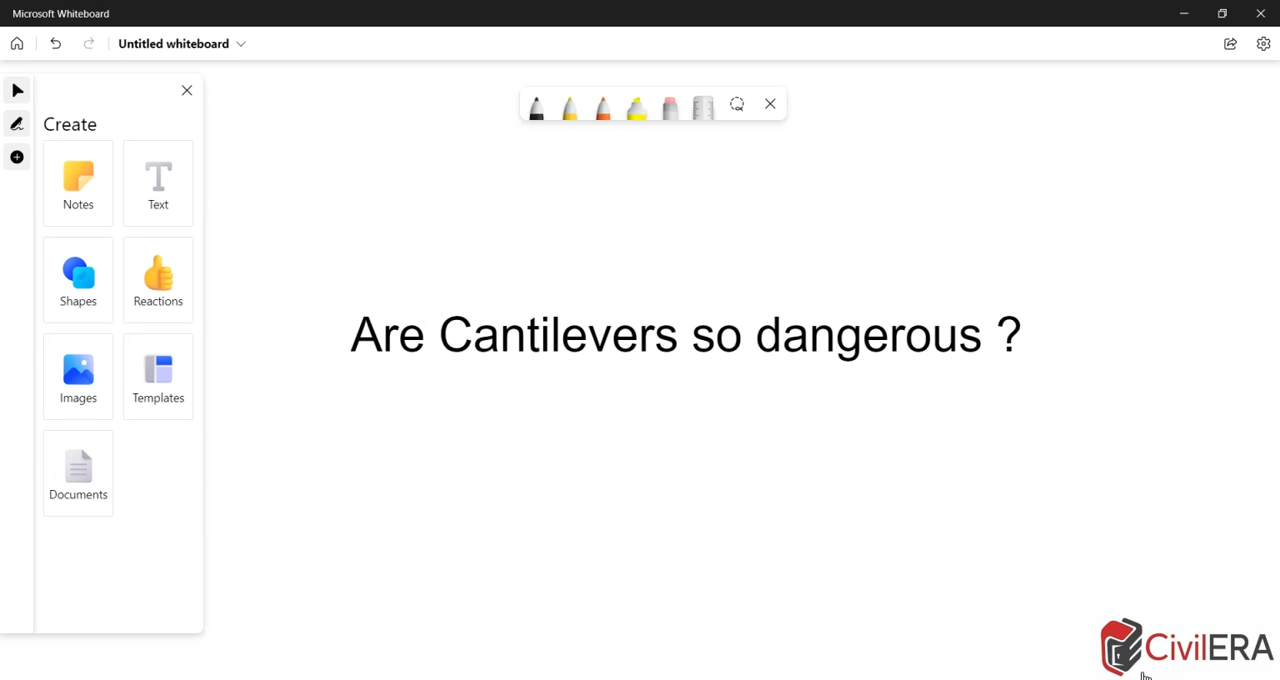 Microsoft Whiteboard
Untitled whiteboard
Create
Notes
Text
Shapes
Reactions
Images
Templates
Documents
Are Cantilevers so dangerous ?
CivilERA